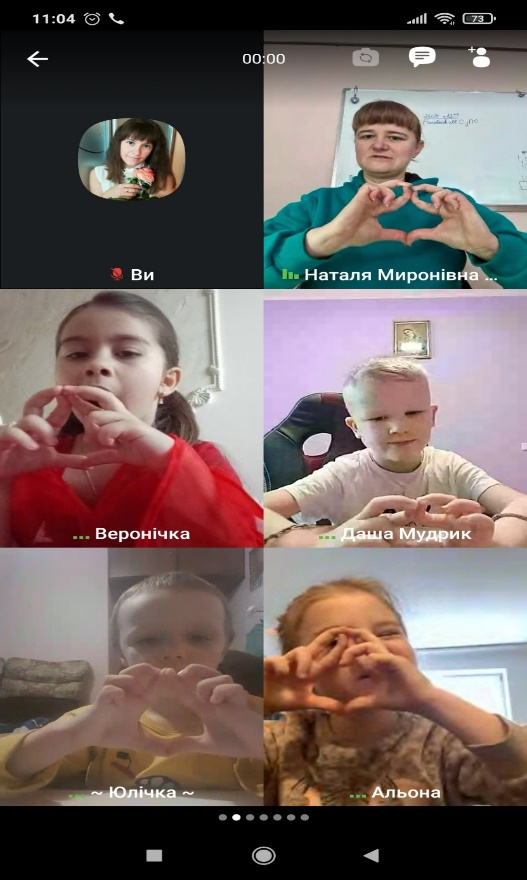 11:04
73
00:00
Ви
Наталя Миронівна ...
Веронічка
Даша Мудрик
~ Юлічка ~
Альона